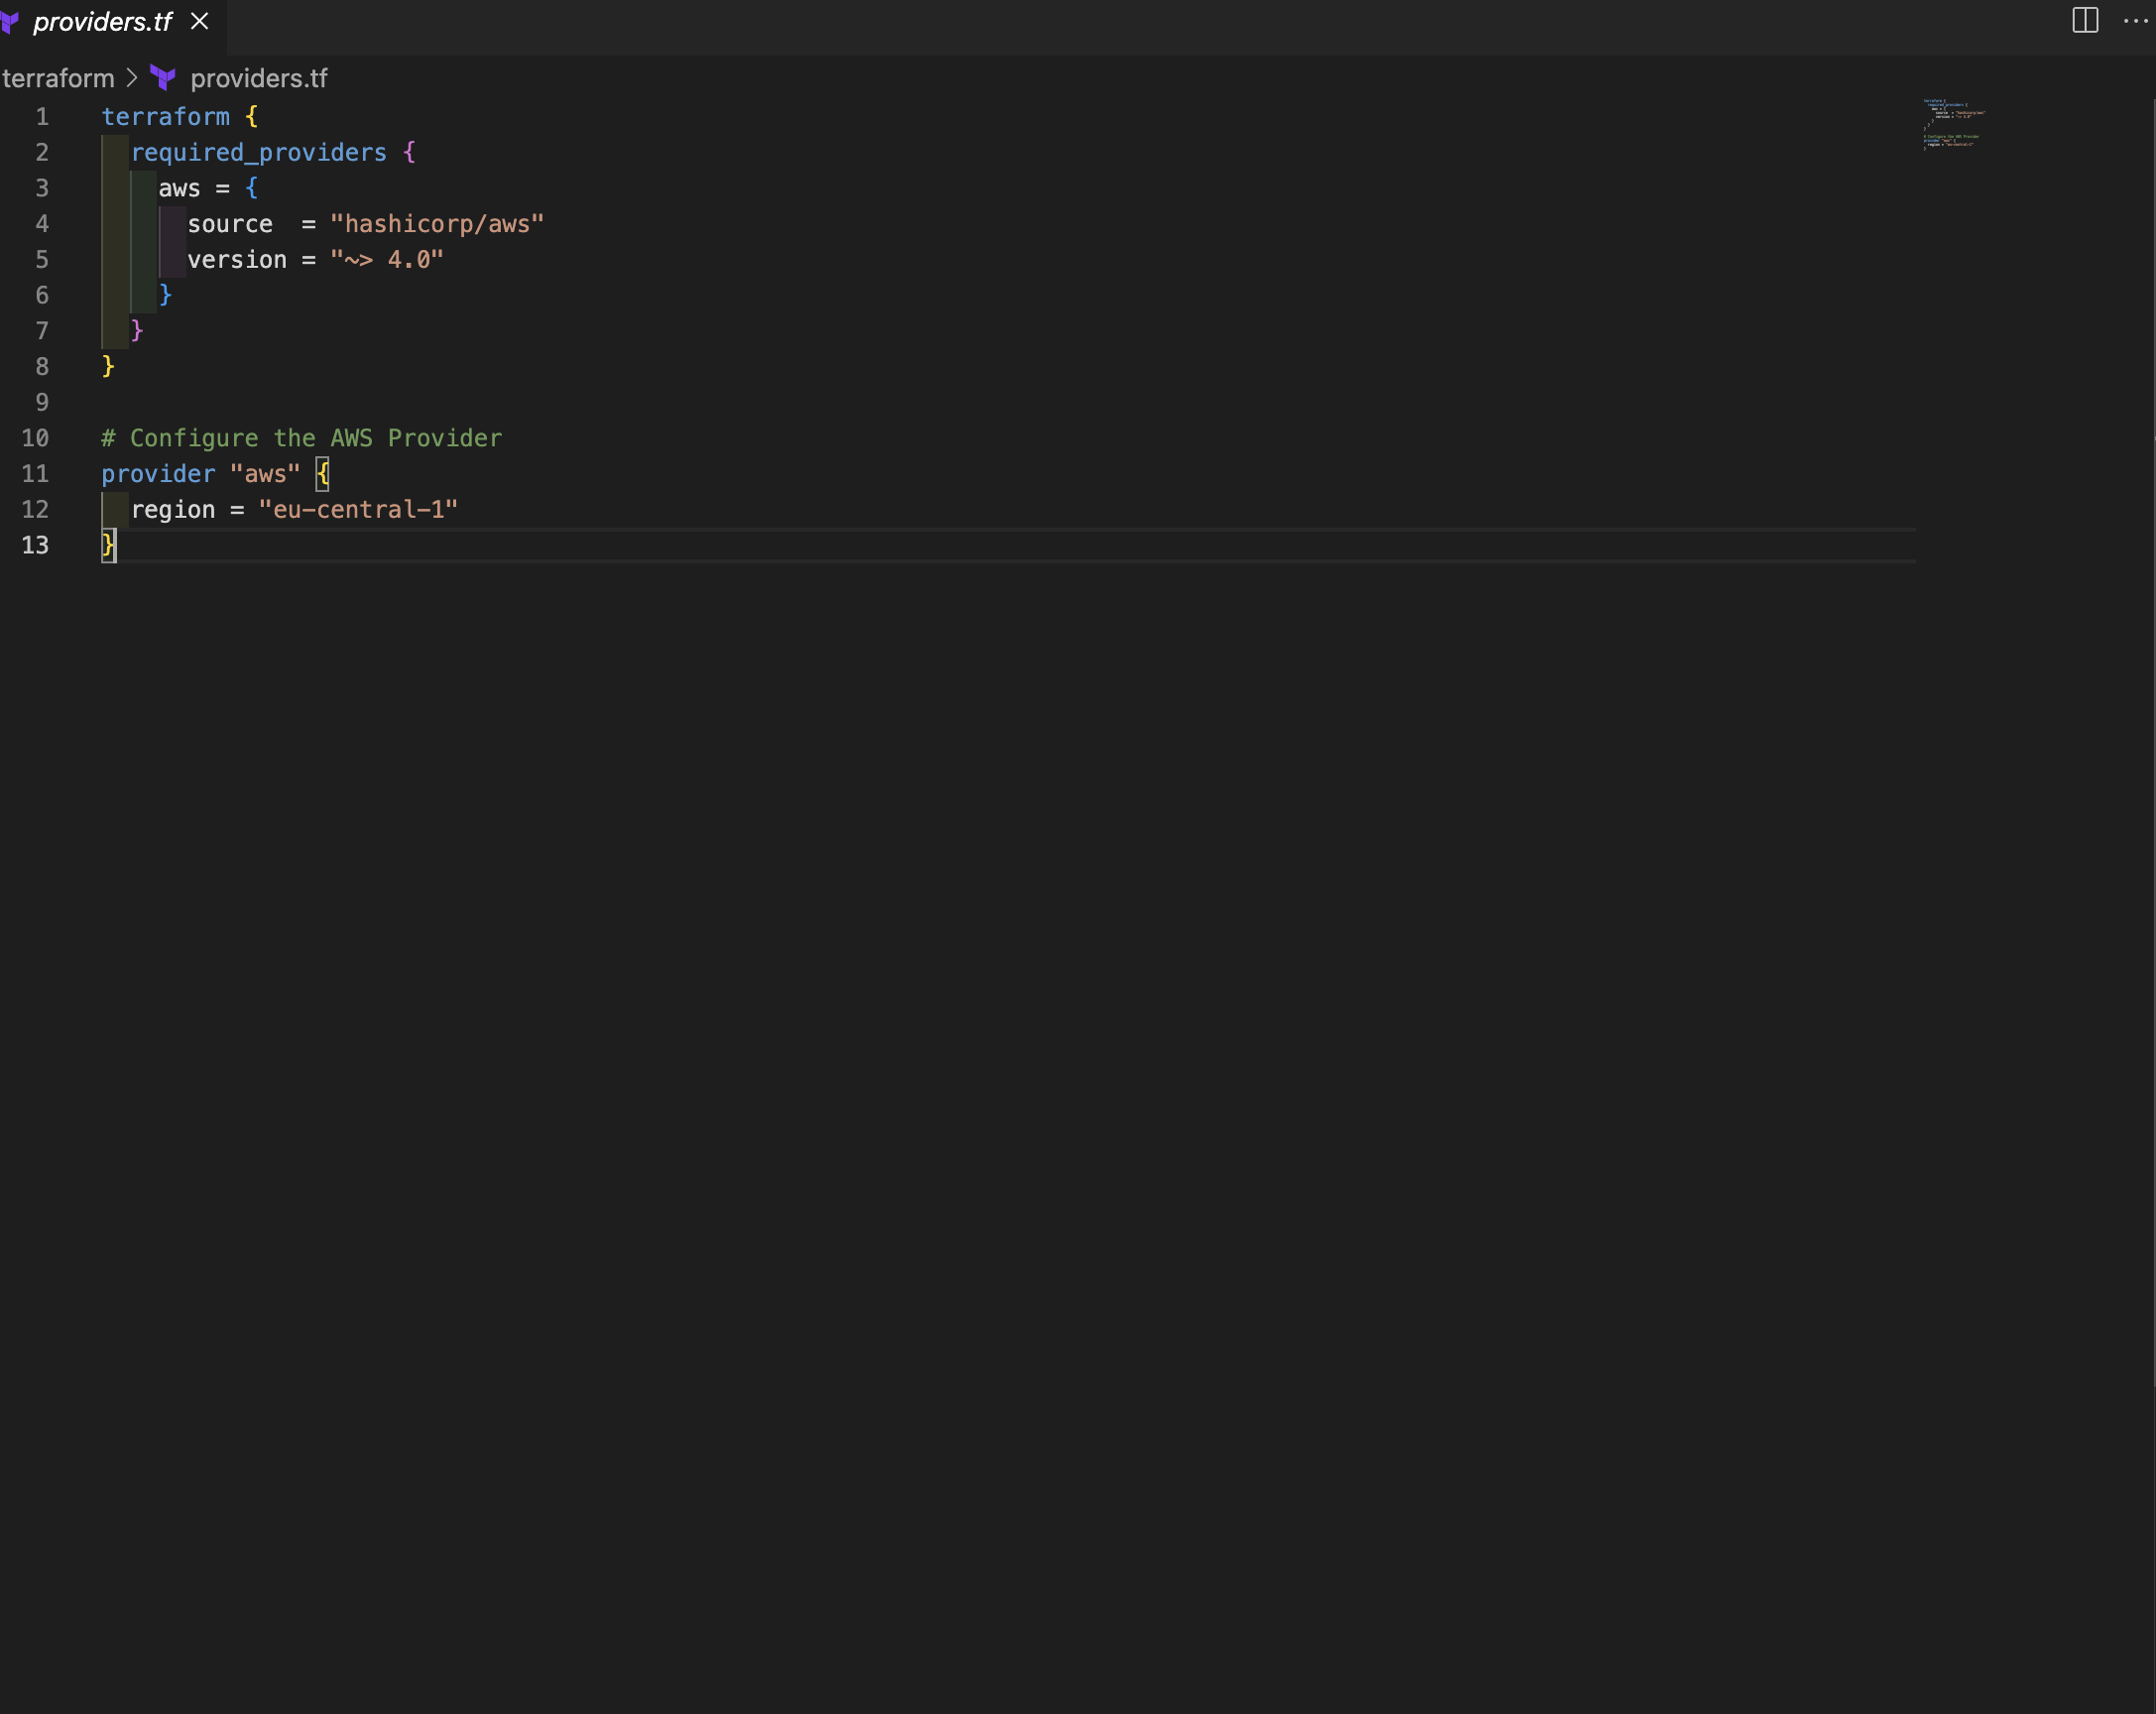 providers.tf
terraform > providers.tf
1 terraform {
2   required_providers {
3     aws = {
4       source  = "hashicorp/aws"
5       version = "~> 4.0"
6     }
7   }
8 }
9
10 # Configure the AWS Provider
11 provider "aws" {
12   region = "eu-central-1"
13 }